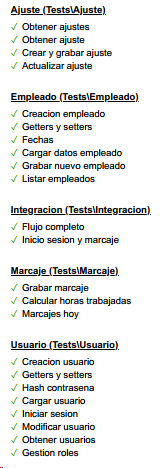 Ajuste (Tests\Ajuste)
✓ Obtener ajustes
✓ Obtener ajuste
✓ Crear y grabar ajuste
✓ Actualizar ajuste
Empleado (Tests\Empleado)
✓ Creacion empleado
✓ Getters y setters
✓ Fechas
✓ Cargar datos empleado
✓ Grabar nuevo empleado
✓ Listar empleados
Integracion (Tests\Integracion)
✓ Flujo completo
✓ Inicio sesion y marcaje
Marcaje (Tests\Marcaje)
✓ Grabar marcaje
✓ Calcular horas trabajadas
✓ Marcajes hoy
Usuario (Tests\Usuario)
✓ Creacion usuario
✓ Getters y setters
✓ Hash contrasena
✓ Cargar usuario
✓ Iniciar sesion
✓ Modificar usuario
✓ Obtener usuarios
✓ Gestion roles